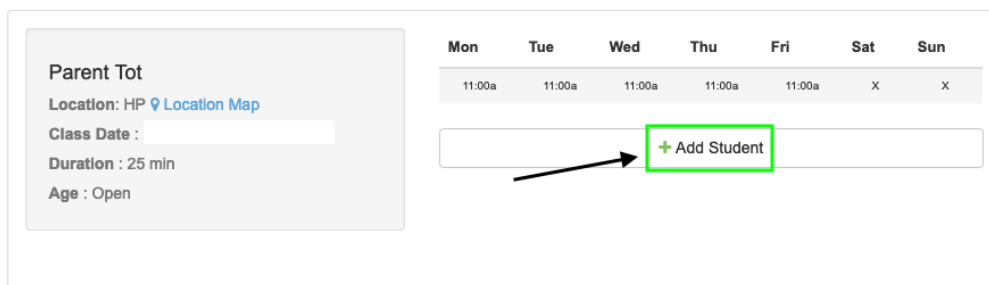 Parent Tot
Location: HP Location Map
Class Date :
Duration : 25 min
Age : Open
Mon Tue Wed Thu Fri Sat Sun
11:00a 11:00a 11:00a 11:00a 11:00a X X
+ Add Student